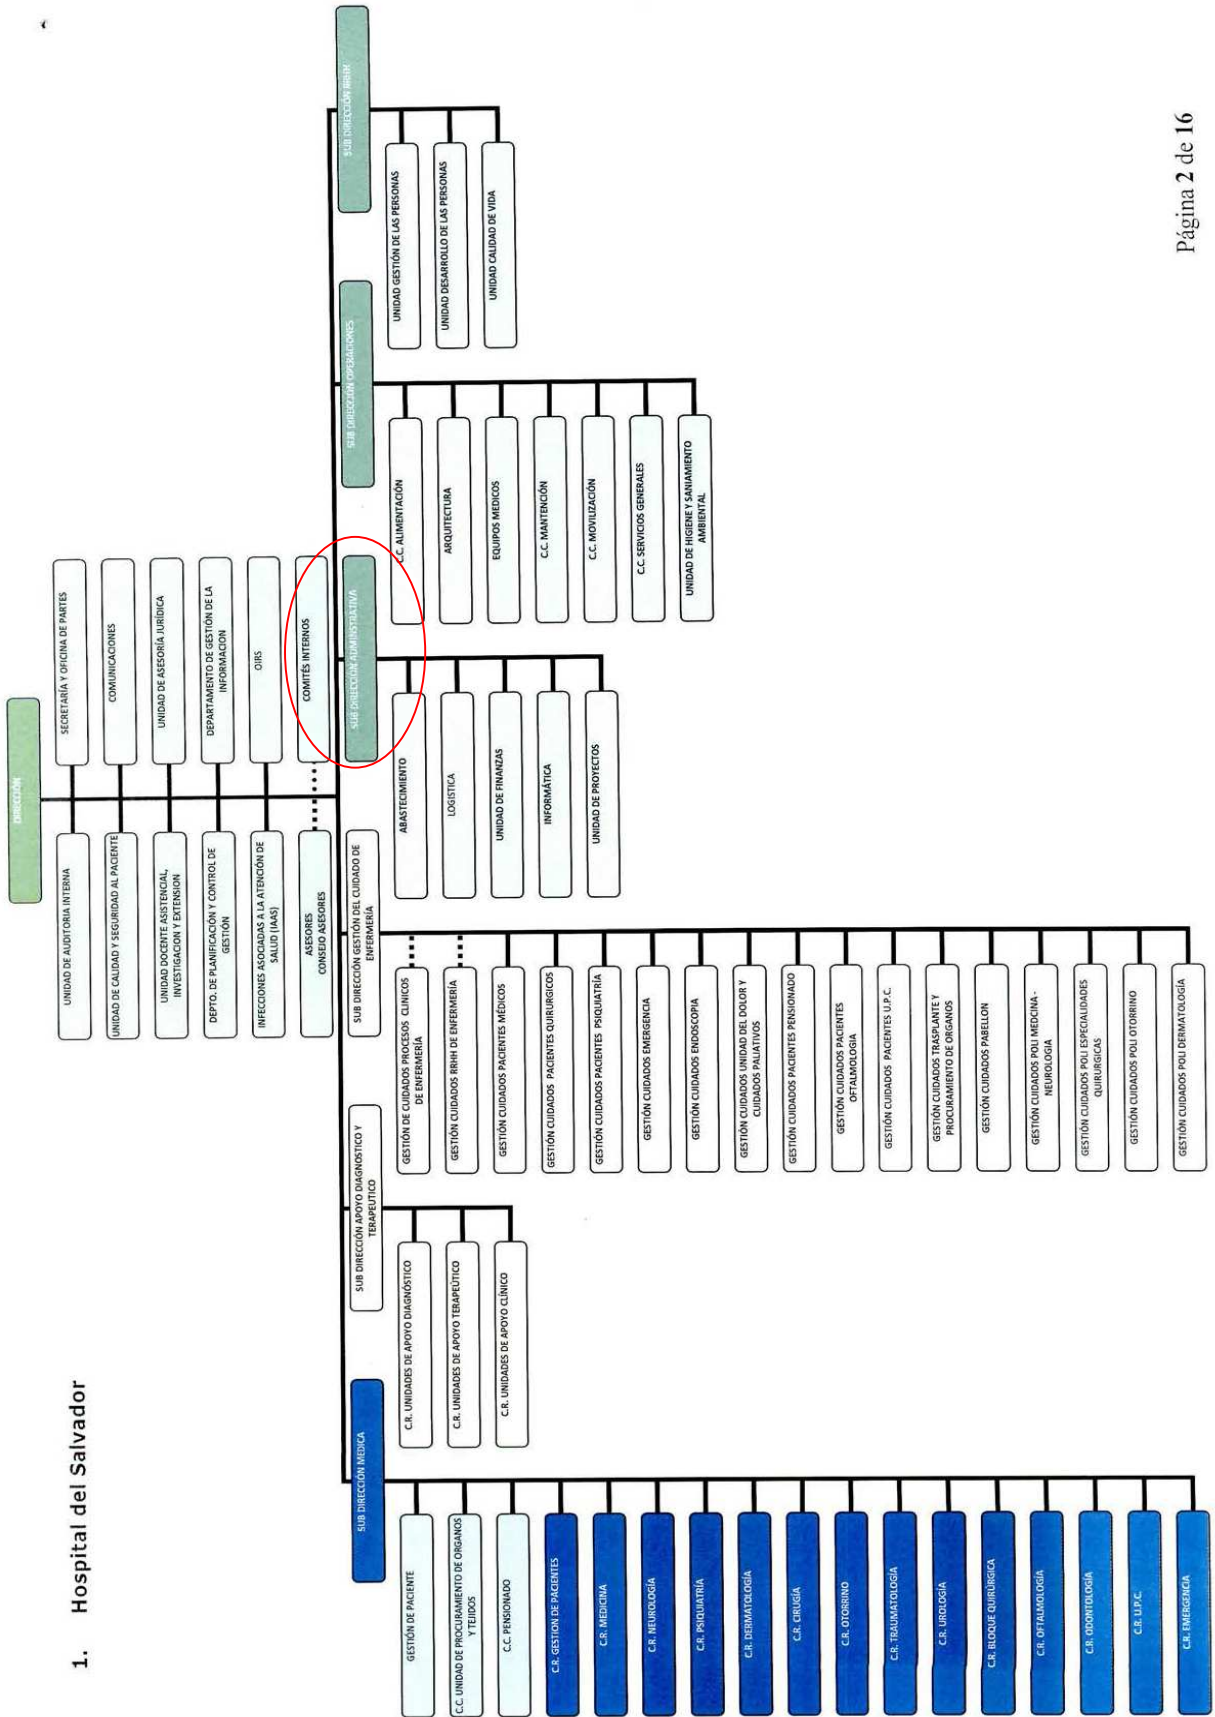 1. Hospital del Salvador
DIRECCIÓN
UNIDAD DE AUDITORIA INTERNA
SECRETARÍA Y OFICINA DE PARTES
UNIDAD DE CALIDAD Y SEGURIDAD AL PACIENTE
COMUNICACIONES
UNIDAD DOCENTE ASISTENCIAL,
INVESTIGACION Y EXTENSION
UNIDAD DE ASESORÍA JURÍDICA
DEPTO. DE PLANIFICACIÓN Y CONTROL DE
GESTIÓN
DEPARTAMENTO DE GESTIÓN DE LA
INFORMACION
INFECCIONES ASOCIADAS A LA ATENCIÓN DE
SALUD (IAAS)
OIRS
ASESORES
CONSEJO ASESORES
COMITÉS INTERNOS
SUB DIRECCIÓN MEDICA
GESTIÓN DE PACIENTE
C.C. UNIDAD DE PROCURAMIENTO DE ORGANOS
Y TEJIDOS
C.C. PENSIONADO
C.R. GESTION DE PACIENTES
C.R. MEDICINA
C.R. NEUROLOGÍA
C.R. PSIQUIATRÍA
C.R. DERMATOLOGÍA
C.R. CIRUGÍA
C.R. OTORRINO
C.R. TRAUMATOLOGÍA
C.R. UROLOGÍA
C.R. BLOQUE QUIRÚRGICA
C.R. OFTALMOLOGÍA
C.R. ODONTOLOGÍA
C.R. U.P.C.
C.R. EMERGENCIA
SUB DIRECCIÓN APOYO DIAGNOSTICO Y
TERAPEUTICO
C.R. UNIDADES DE APOYO DIAGNÓSTICO
C.R. UNIDADES DE APOYO TERAPEÚTICO
C.R. UNIDADES DE APOYO CLÍNICO
SUB DIRECCIÓN GESTIÓN DEL CUIDADO DE
ENFERMERÍA
GESTIÓN DE CUIDADOS PROCESOS CLINICOS
DE ENFERMERÍA
GESTIÓN CUIDADOS RRHH DE ENFERMERÍA
GESTIÓN CUIDADOS PACIENTES MÉDICOS
GESTIÓN CUIDADOS PACIENTES QUIRURGICOS
GESTIÓN CUIDADOS PACIENTES PSIQUIATRÍA
GESTIÓN CUIDADOS EMERGENCIA
GESTIÓN CUIDADOS ENDOSCOPIA
GESTIÓN CUIDADOS UNIDAD DEL DOLOR Y
CUIDADOS PALIATIVOS
GESTIÓN CUIDADOS PACIENTES PENSIONADO
GESTIÓN CUIDADOS PACIENTES
OFTALMOLOGIA
GESTIÓN CUIDADOS PACIENTES U.P.C.
GESTIÓN CUIDADOS TRASPLANTE Y
PROCURAMIENTO DE ORGANOS
GESTIÓN CUIDADOS PABELLON
GESTIÓN CUIDADOS POLI MEDCINA -
NEUROLOGIA
GESTIÓN CUIDADOS POLI ESPECIALIDADES
QUIRURGICAS
GESTIÓN CUIDADOS POLI OTORRINO
GESTIÓN CUIDADOS POLI DERMATOLOGÍA
SUB DIRECCIÓN ADMINSTRATIVA
ABASTECIMIENTO
LOGISTICA
UNIDAD DE FINANZAS
INFORMÁTICA
UNIDAD DE PROYECTOS
SUB DIRECCIÓN OPERACIONES
C.C. ALIMENTACIÓN
ARQUITECTURA
EQUIPOS MEDICOS
C.C. MANTENCIÓN
C.C. MOVILIZACIÓN
C.C. SERVICIOS GENERALES
UNIDAD DE HIGIENE Y SANIAMIENTO
AMBIENTAL
SUB DIRECCIÓN RRHH
UNIDAD GESTIÓN DE LAS PERSONAS
UNIDAD DESARROLLO DE LAS PERSONAS
UNIDAD CALIDAD DE VIDA
Página 2 de 16